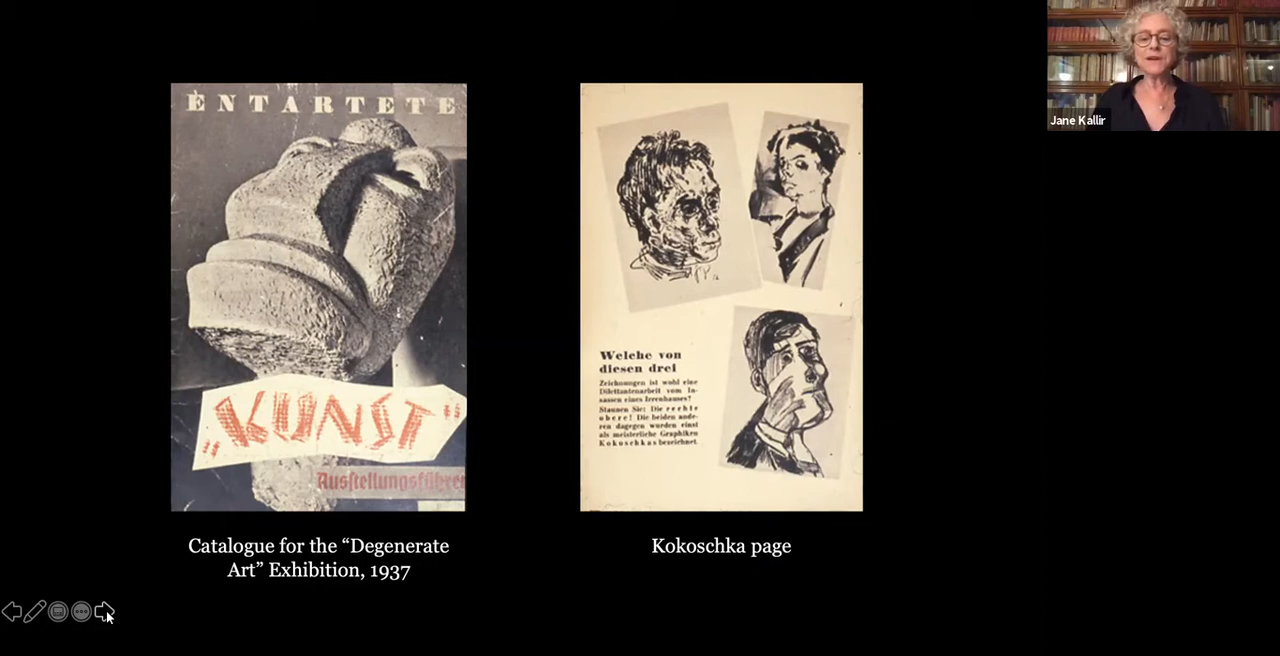 ENTARTETE
„KUNST"
Ausstellungsführer
Catalogue for the “Degenerate
Art” Exhibition, 1937
Welche von
diesen drei
Zeichnungen ist wohl eine
Dilettantenarbeit vom In-
sassen eines Irrenhauses?
Staunen Sie: Die rechte
obere! Die beiden ande-
ren dagegen wurden einst
als meisterliche Graphiken
Kokoschkas bezeichnet.
Kokoschka page
Jane Kallir